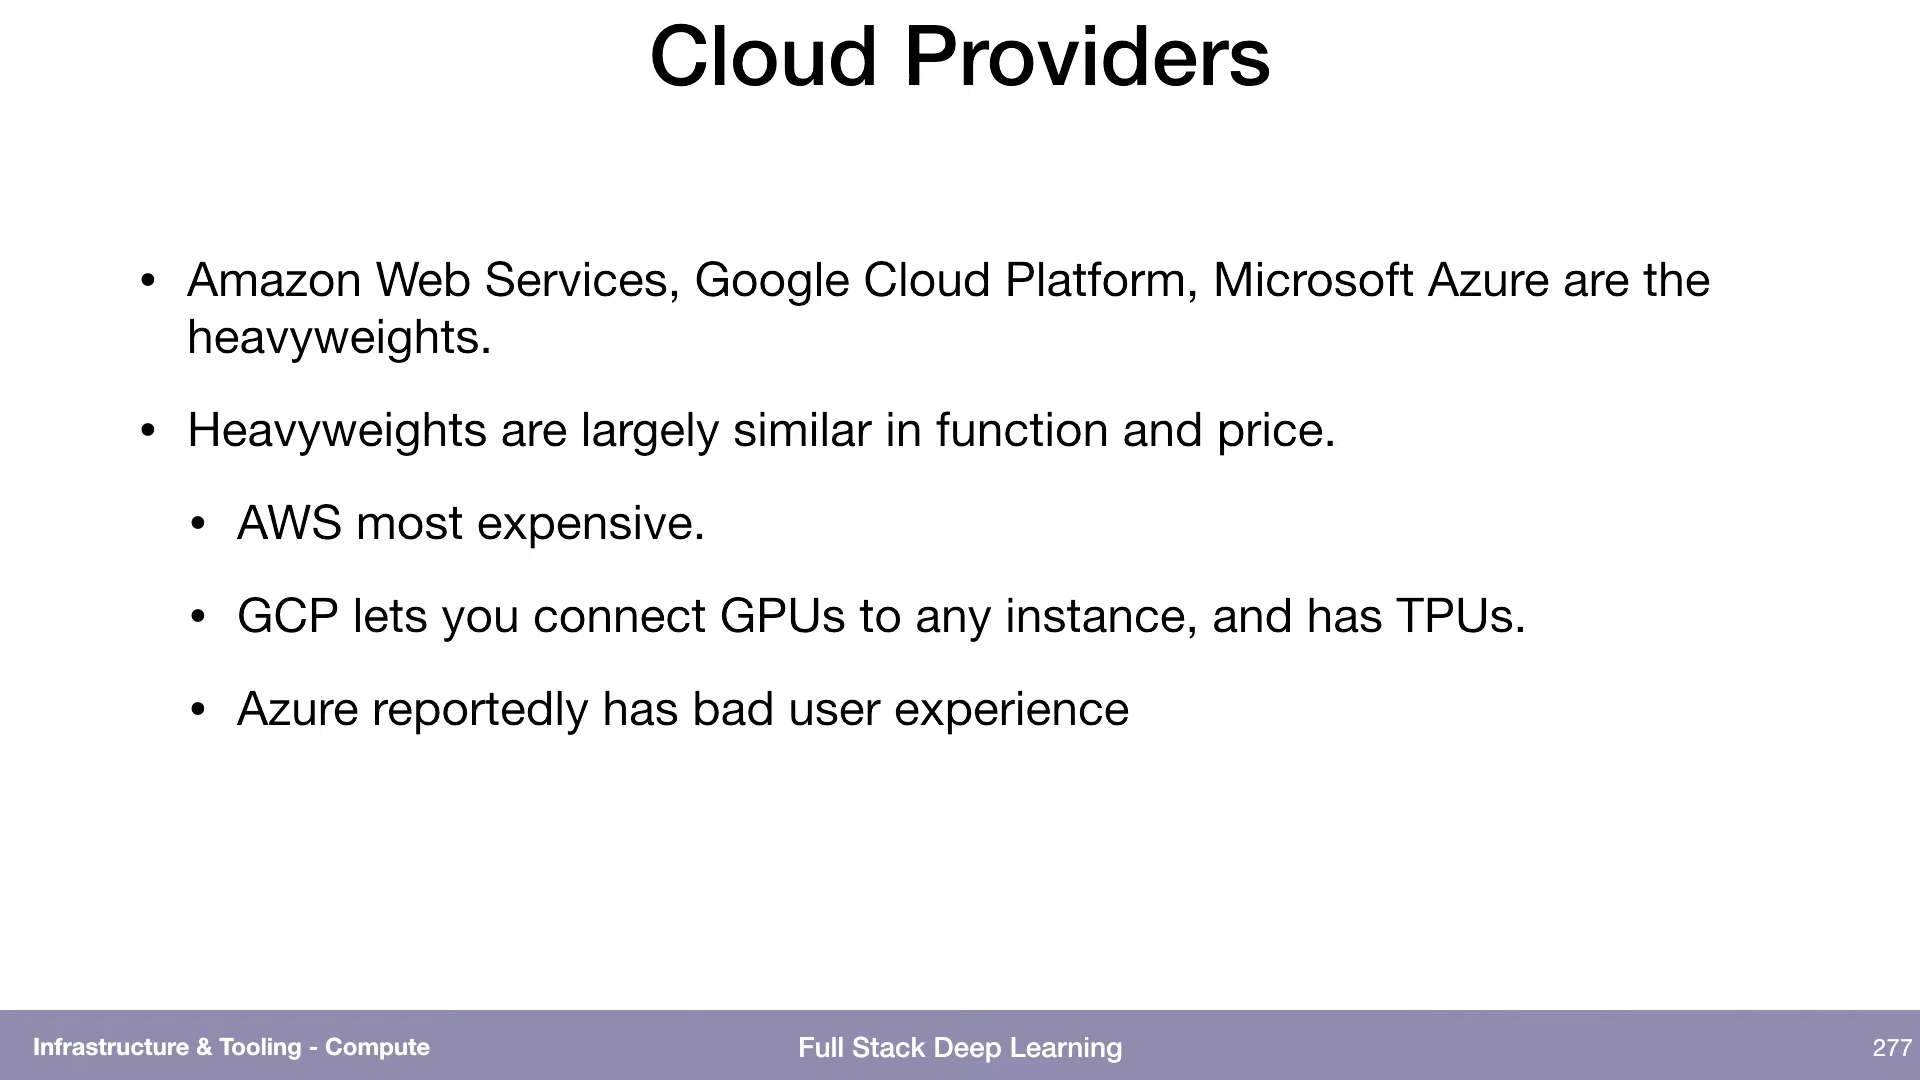 Cloud Providers
• Amazon Web Services, Google Cloud Platform, Microsoft Azure are the
heavyweights.
• Heavyweights are largely similar in function and price.
• AWS most expensive.
• GCP lets you connect GPUs to any instance, and has TPUs.
• Azure reportedly has bad user experience
Infrastructure & Tooling - Compute
Full Stack Deep Learning
277